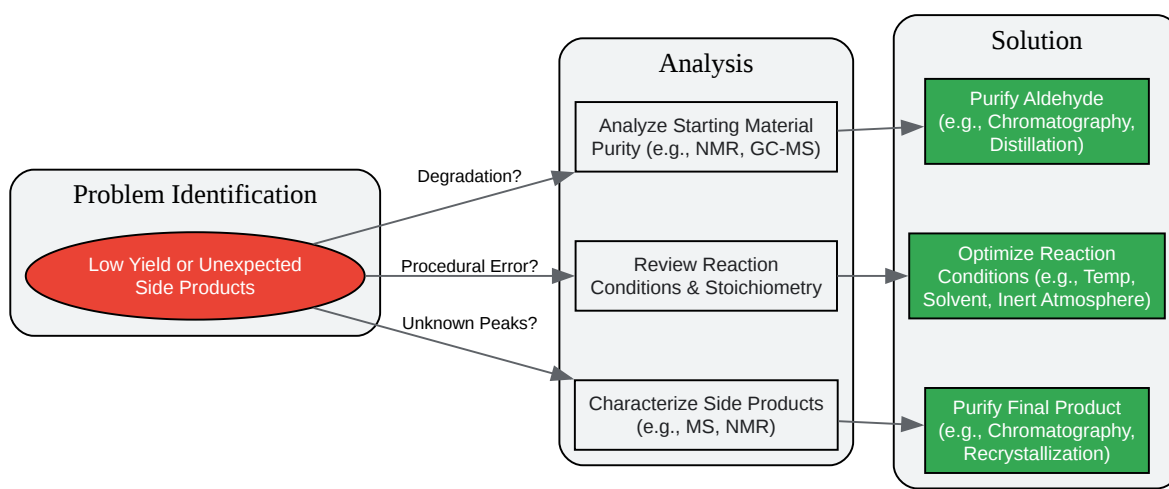 Problem Identification
Low Yield or Unexpected
Side Products
Degradation?
Procedural Error?
Unknown Peaks?
Analysis
Analyze Starting Material
Purity (e.g., NMR, GC-MS)
Review Reaction
Conditions & Stoichiometry
Characterize Side Products
(e.g., MS, NMR)
Solution
Purify Aldehyde
(e.g., Chromatography,
Distillation)
Optimize Reaction
Conditions (e.g., Temp,
Solvent, Inert Atmosphere)
Purify Final Product
(e.g., Chromatography,
Recrystallization)